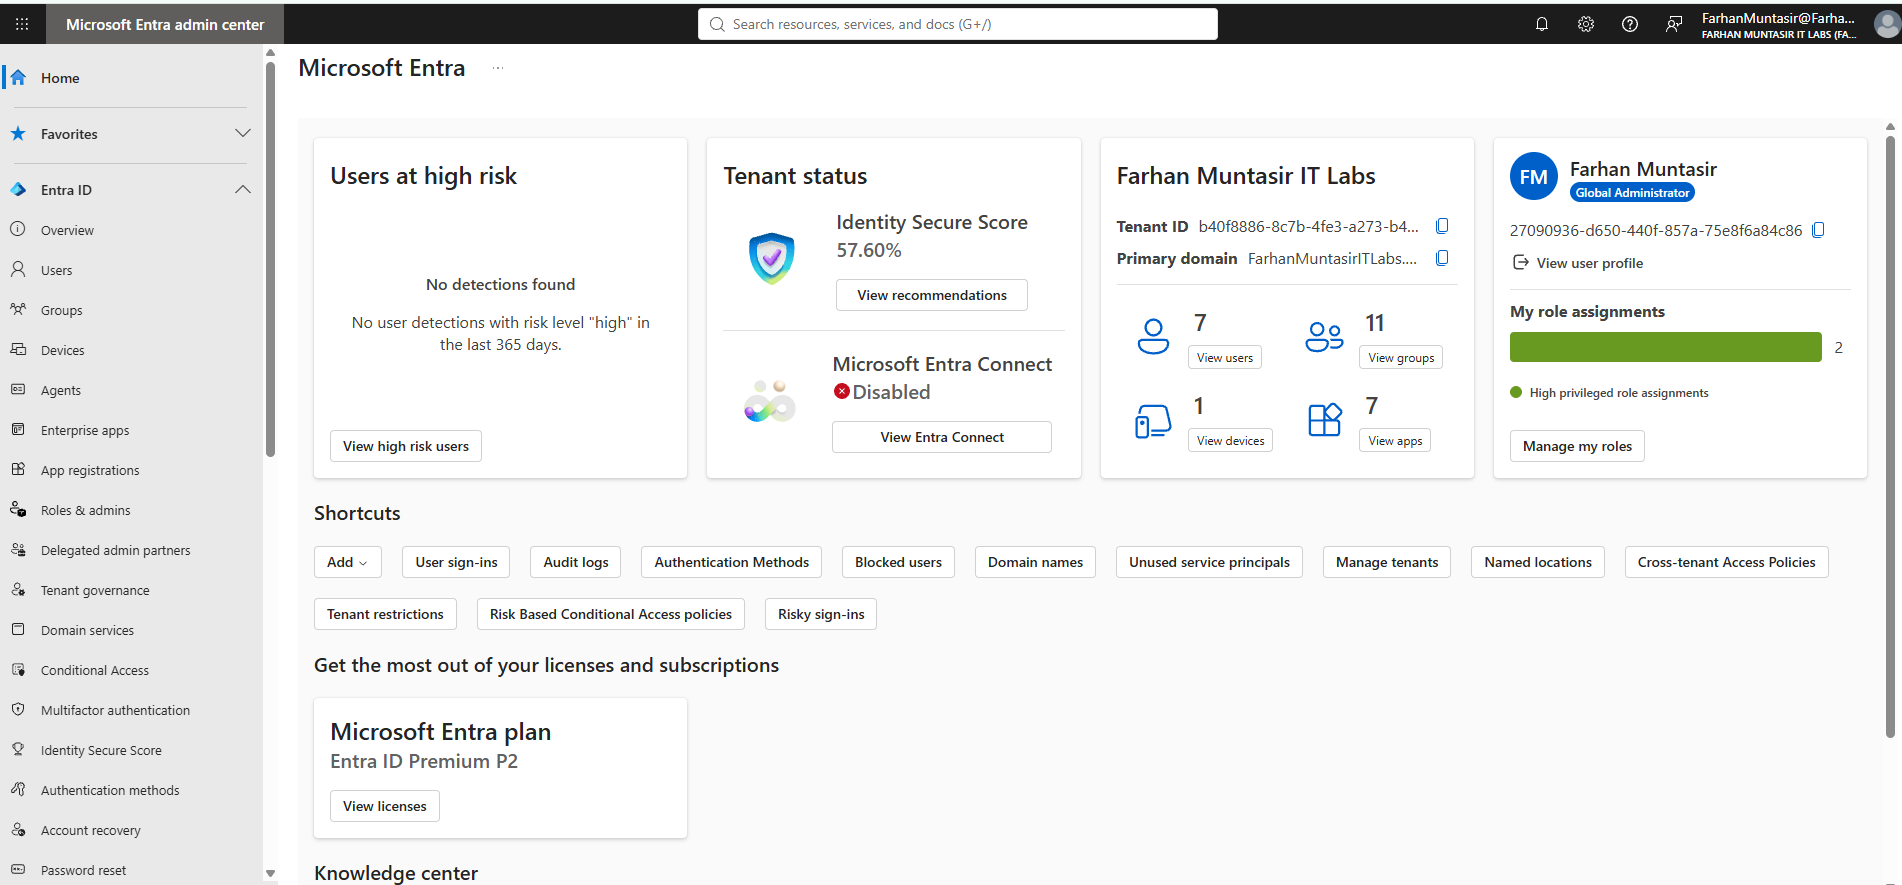 Microsoft Entra admin center
Search resources, services, and docs (G+/)
FarhanMuntasir@Farha...
FARHAN MUNTASIR IT LABS (FA...
Home
Favorites
Entra ID
Overview
Users
Groups
Devices
Agents
Enterprise apps
App registrations
Roles & admins
Delegated admin partners
Tenant governance
Domain services
Conditional Access
Multifactor authentication
Identity Secure Score
Authentication methods
Account recovery
Password reset
Microsoft Entra ...
Users at high risk
No detections found
No user detections with risk level "high" in
the last 365 days.
View high risk users
Tenant status
Identity Secure Score
57.60%
View recommendations
Microsoft Entra Connect
Disabled
View Entra Connect
Farhan Muntasir IT Labs
Tenant ID b40f8886-8c7b-4fe3-a273-b4...
Primary domain FarhanMuntasirITLabs....
7
View users
11
View groups
1
View devices
7
View apps
FM
Farhan Muntasir
Global Administrator
27090936-d650-440f-857a-75e8f6a84c86
View user profile
My role assignments
2
High privileged role assignments
Manage my roles
Shortcuts
Add User sign-ins Audit logs Authentication Methods Blocked users Domain names Unused service principals Manage tenants Named locations Cross-tenant Access Policies
Tenant restrictions Risk Based Conditional Access policies Risky sign-ins
Get the most out of your licenses and subscriptions
Microsoft Entra plan
Entra ID Premium P2
View licenses
Knowledge center